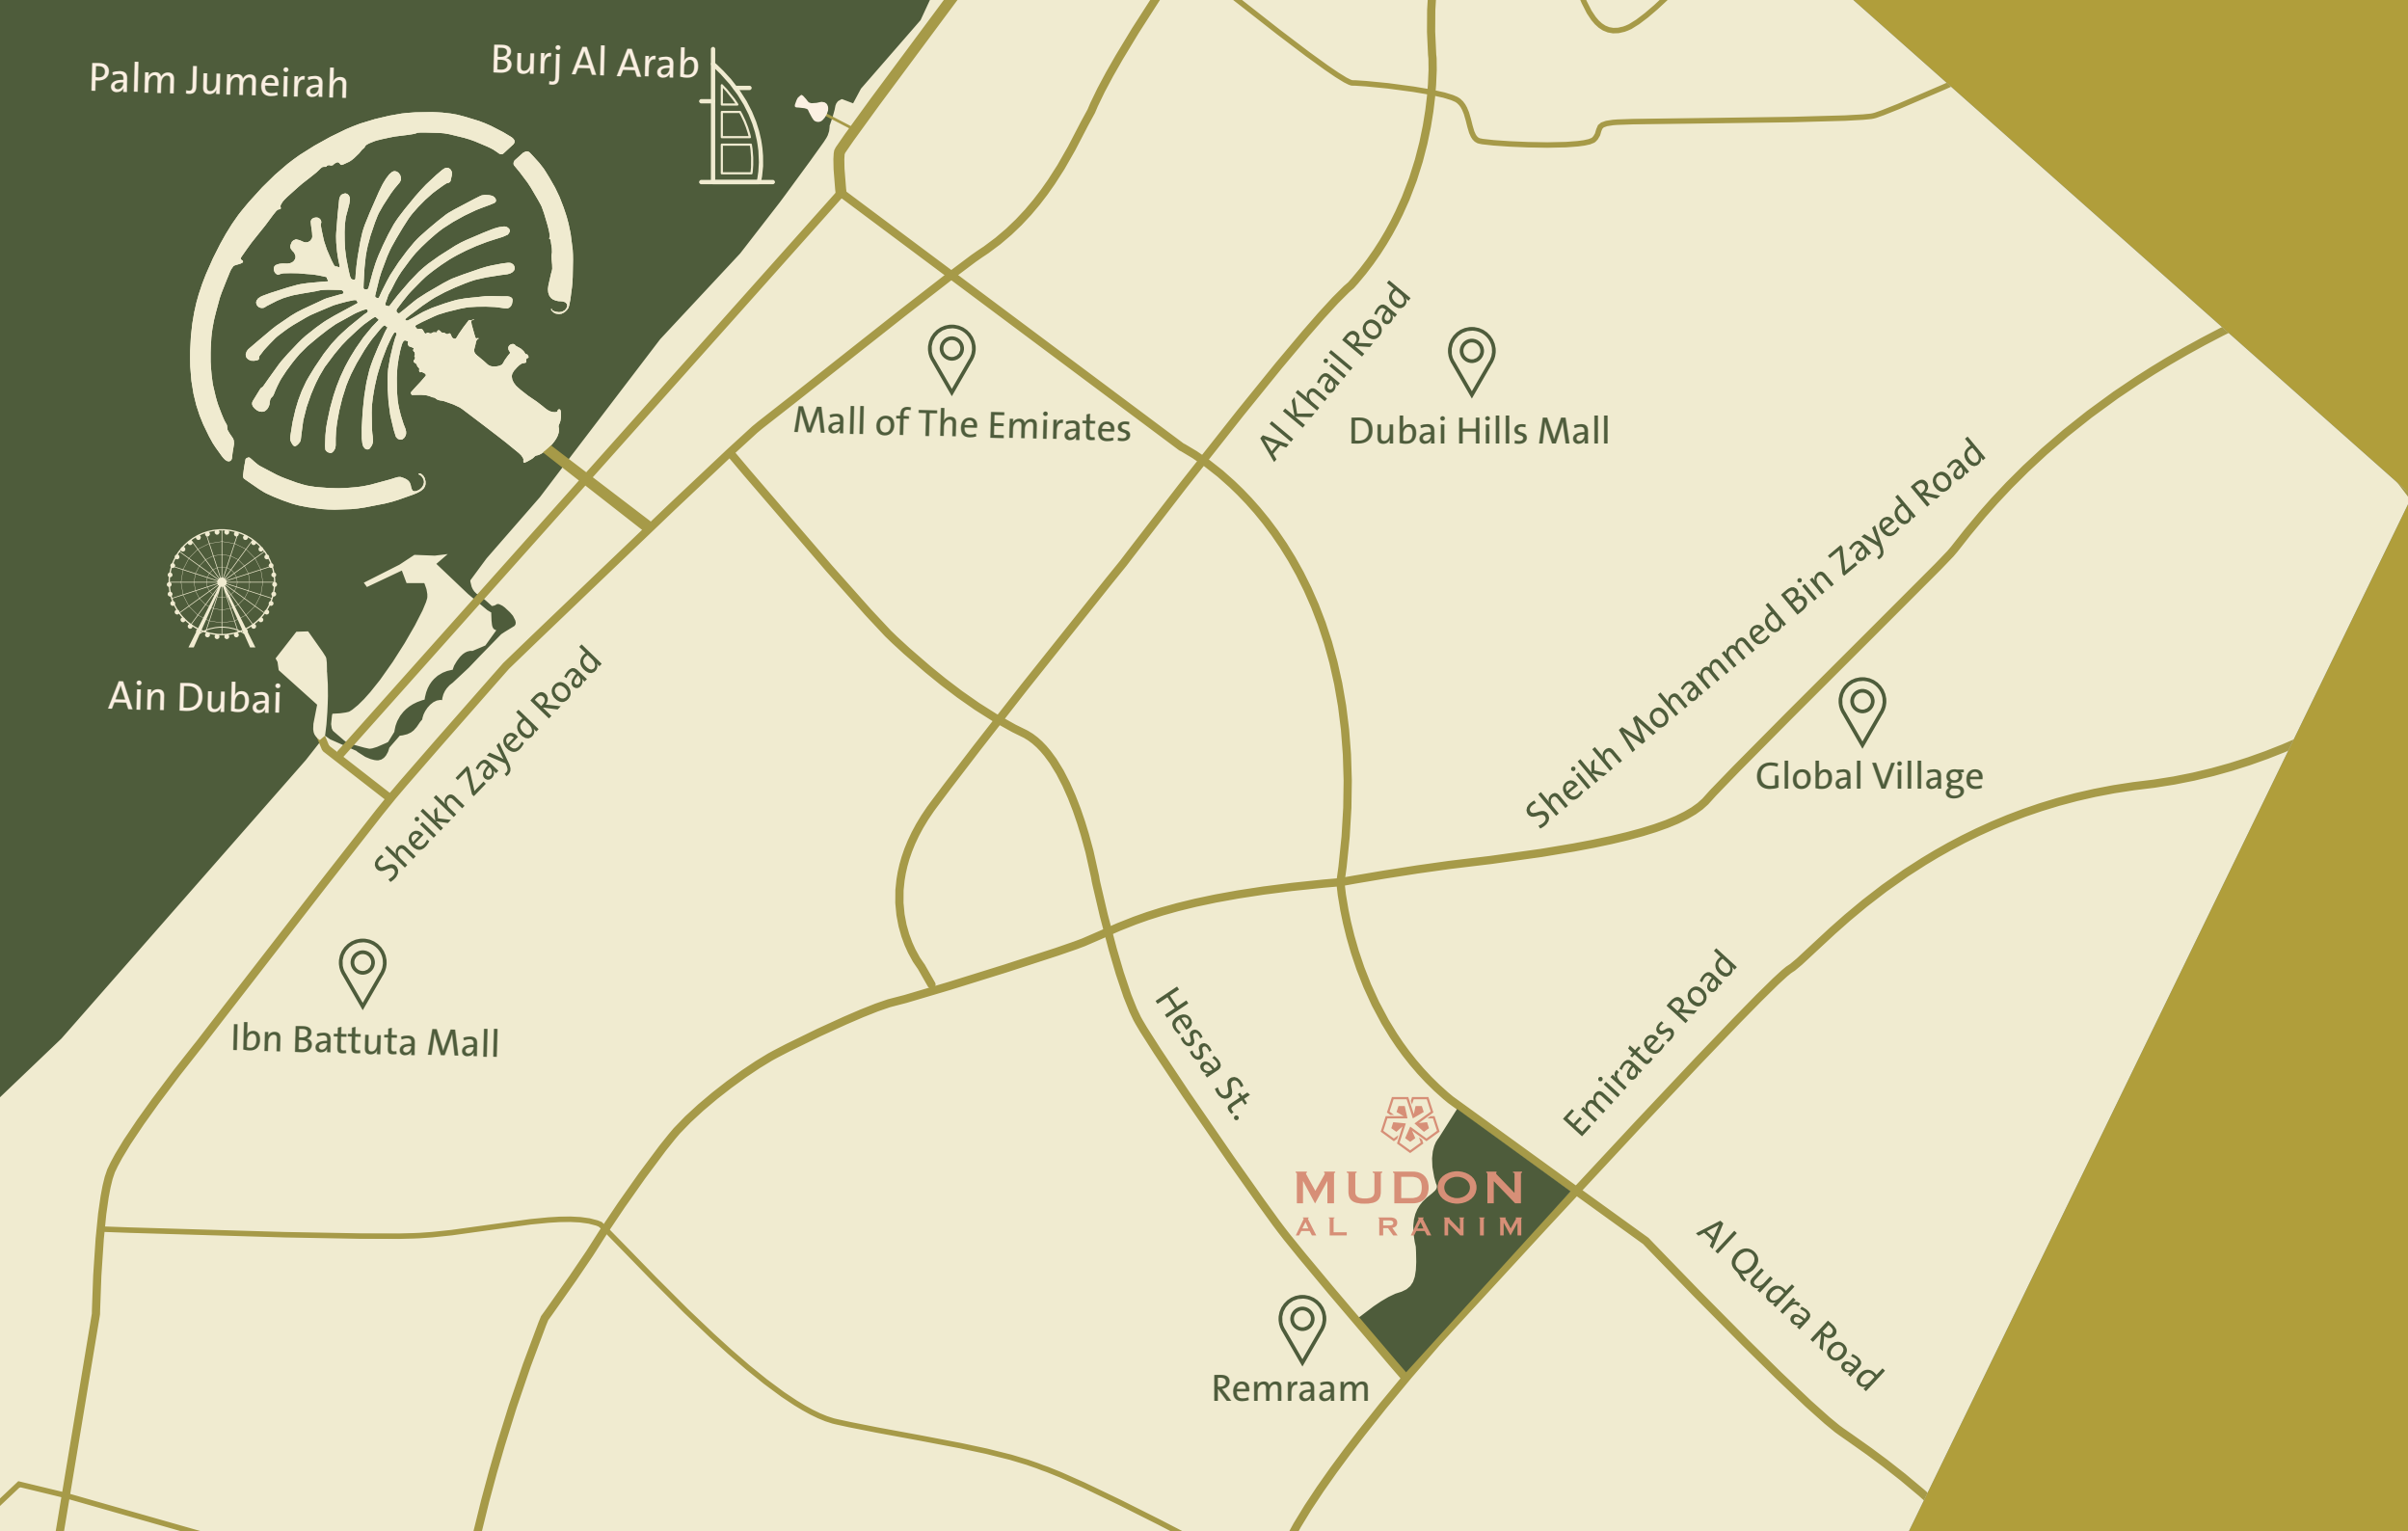 Palm Jumeirah
Burj Al Arab
Mall of The Emirates
Al Khail Road
Dubai Hills Mall
Sheikh Mohammed Bin Zayed Road
Ain Dubai
Sheikh Zayed Road
Global Village
Ibn Battuta Mall
Hessa St.
Emirates Road
MUDON
AL RANIM
Al Qudra Road
Remraam